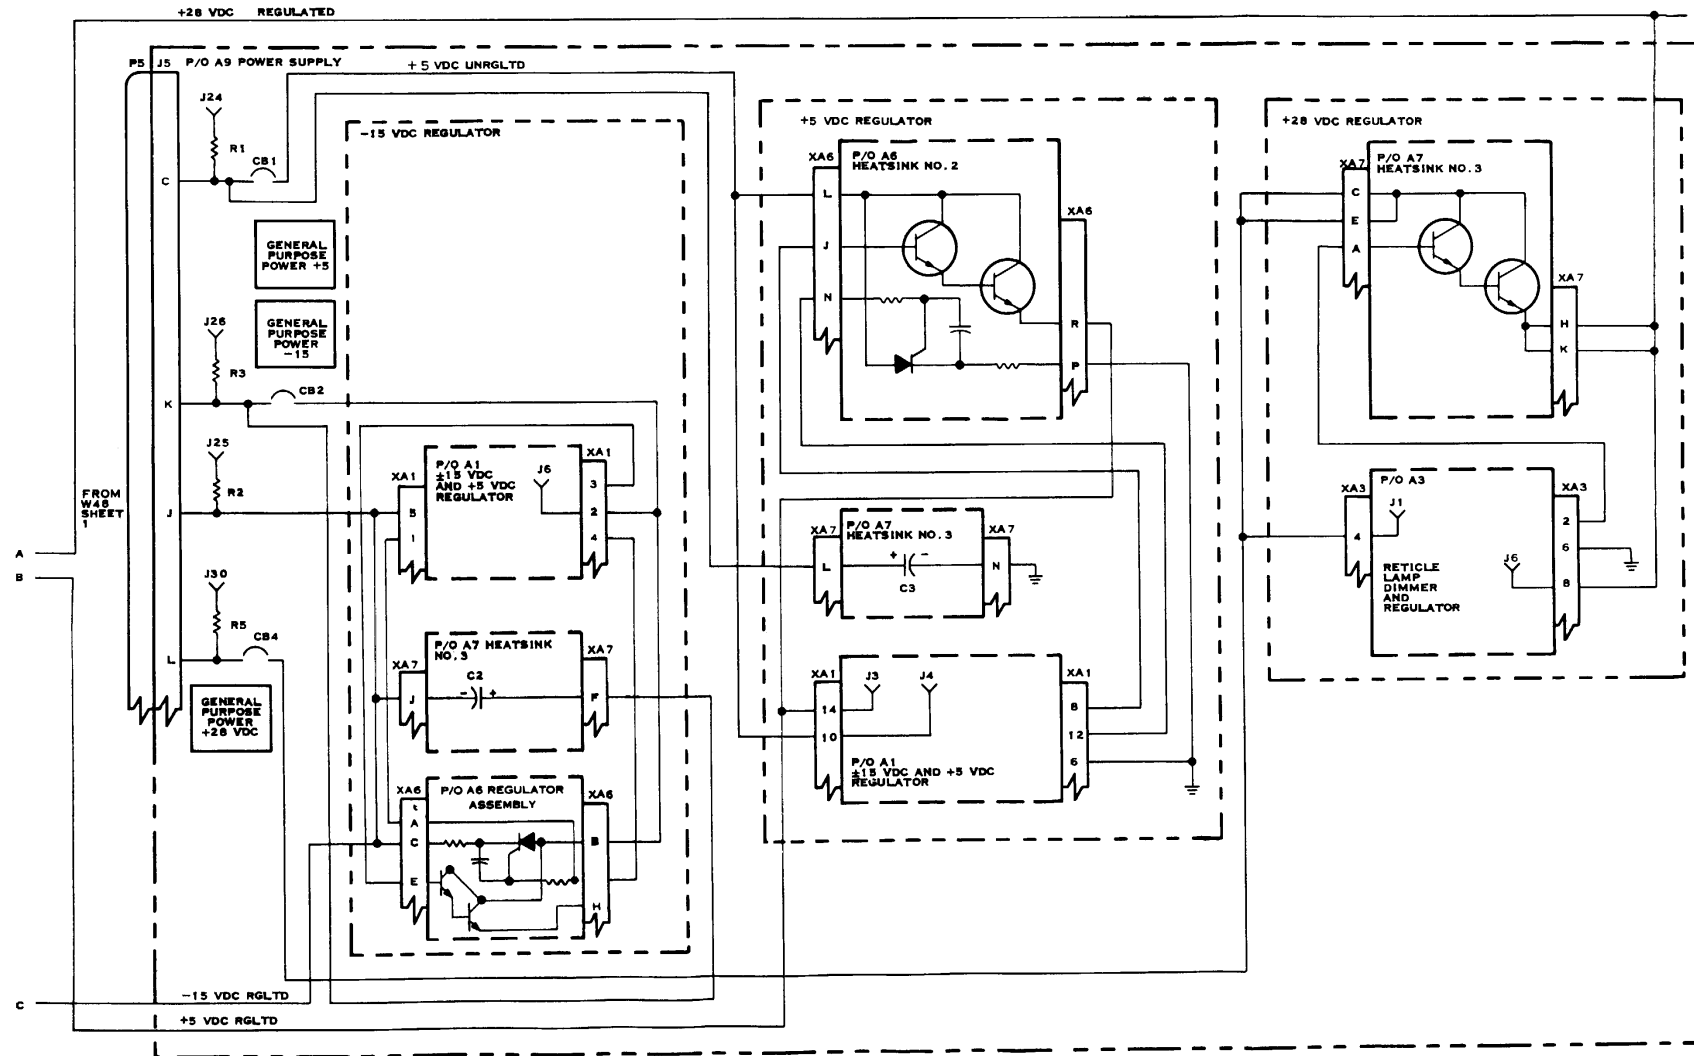 +28 VDC REGULATED
P5
J5
P/O A9 POWER SUPPLY
+5 VDC UNRGLTD
J24
R1
CB1
C
GENERAL
PURPOSE
POWER +5
GENERAL
PURPOSE
POWER
-15
J26
R3
CB2
K
J25
R2
J
FROM
W48
SHEET
1
A
B
J30
R5
CB4
L
GENERAL
PURPOSE
POWER
+28 VDC
C
-15 VDC RGLTD
+5 VDC RGLTD
-15 VDC REGULATOR
XA1
P/O A1
±15 VDC
AND +5 VDC
REGULATOR
J6
XA1
5
1
3
2
4
P/O A7 HEATSINK
NO. 3
XA7
C2
XA7
J
-
+
F
XA6
P/O A6 REGULATOR
ASSEMBLY
XA6
t
A
C
E
B
H
+5 VDC REGULATOR
XA6
P/O A6
HEATSINK NO. 2
XA6
L
J
N
R
P
XA7
P/O A7
HEATSINK NO. 3
XA7
L
+
-
C3
N
XA1
J3
J4
XA1
14
10
8
12
6
P/O A1
±15 VDC AND +5 VDC
REGULATOR
+28 VDC REGULATOR
XA7
P/O A7
HEATSINK NO. 3
XA7
C
E
A
H
K
XA3
P/O A3
J1
XA3
4
2
6
8
J6
RETICLE
LAMP
DIMMER
AND
REGULATOR